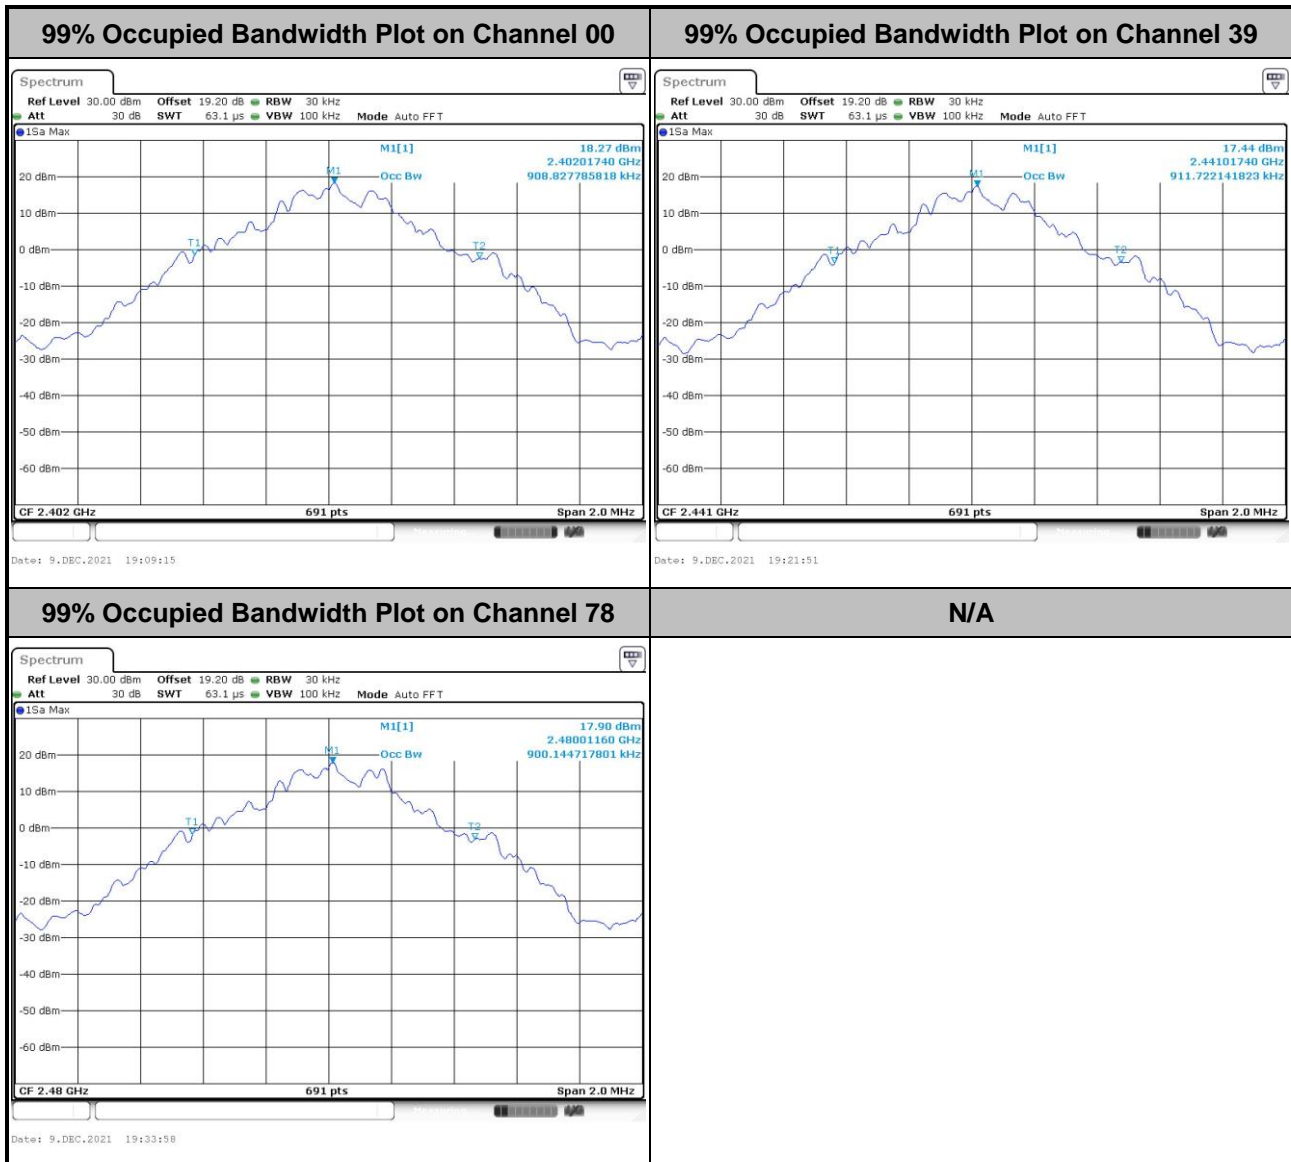 99% Occupied Bandwidth Plot on Channel 00
99% Occupied Bandwidth Plot on Channel 39
Spectrum
Ref Level 30.00 dBm Offset 19.20 dB RBW 30 kHz
Att 30 dB SWT 63.1 µs VBW 100 kHz Mode Auto FFT
1Sa Max
M1[1] 18.27 dBm
2.40201740 GHz
Occ Bw 908.827785818 kHz
M1
20 dBm
10 dBm
T1
T2
0 dBm
-10 dBm
-20 dBm
-30 dBm
-40 dBm
-50 dBm
-60 dBm
CF 2.402 GHz 691 pts Span 2.0 MHz
Date: 9.DEC.2021 19:09:15
Spectrum
Ref Level 30.00 dBm Offset 19.20 dB RBW 30 kHz
Att 30 dB SWT 63.1 µs VBW 100 kHz Mode Auto FFT
1Sa Max
M1[1] 17.44 dBm
2.44101740 GHz
Occ Bw 911.722141823 kHz
M1
20 dBm
10 dBm
T1
T2
0 dBm
-10 dBm
-20 dBm
-30 dBm
-40 dBm
-50 dBm
-60 dBm
CF 2.441 GHz 691 pts Span 2.0 MHz
Date: 9.DEC.2021 19:21:51
99% Occupied Bandwidth Plot on Channel 78
N/A
Spectrum
Ref Level 30.00 dBm Offset 19.20 dB RBW 30 kHz
Att 30 dB SWT 63.1 µs VBW 100 kHz Mode Auto FFT
1Sa Max
M1[1] 17.90 dBm
2.48001160 GHz
Occ Bw 900.144717801 kHz
M1
20 dBm
10 dBm
T1
T2
0 dBm
-10 dBm
-20 dBm
-30 dBm
-40 dBm
-50 dBm
-60 dBm
CF 2.48 GHz 691 pts Span 2.0 MHz
Date: 9.DEC.2021 19:33:58